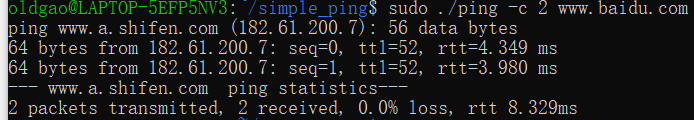 oldgao@LAPTOP-5EFP5NV3:~/simple_ping$ sudo ./ping -c 2 www.baidu.com
ping www.a.shifen.com (182.61.200.7): 56 data bytes
64 bytes from 182.61.200.7: seq=0, ttl=52, rtt=4.349 ms
64 bytes from 182.61.200.7: seq=1, ttl=52, rtt=3.980 ms
--- www.a.shifen.com  ping statistics---
2 packets transmitted, 2 received, 0.0% loss, rtt 8.329ms